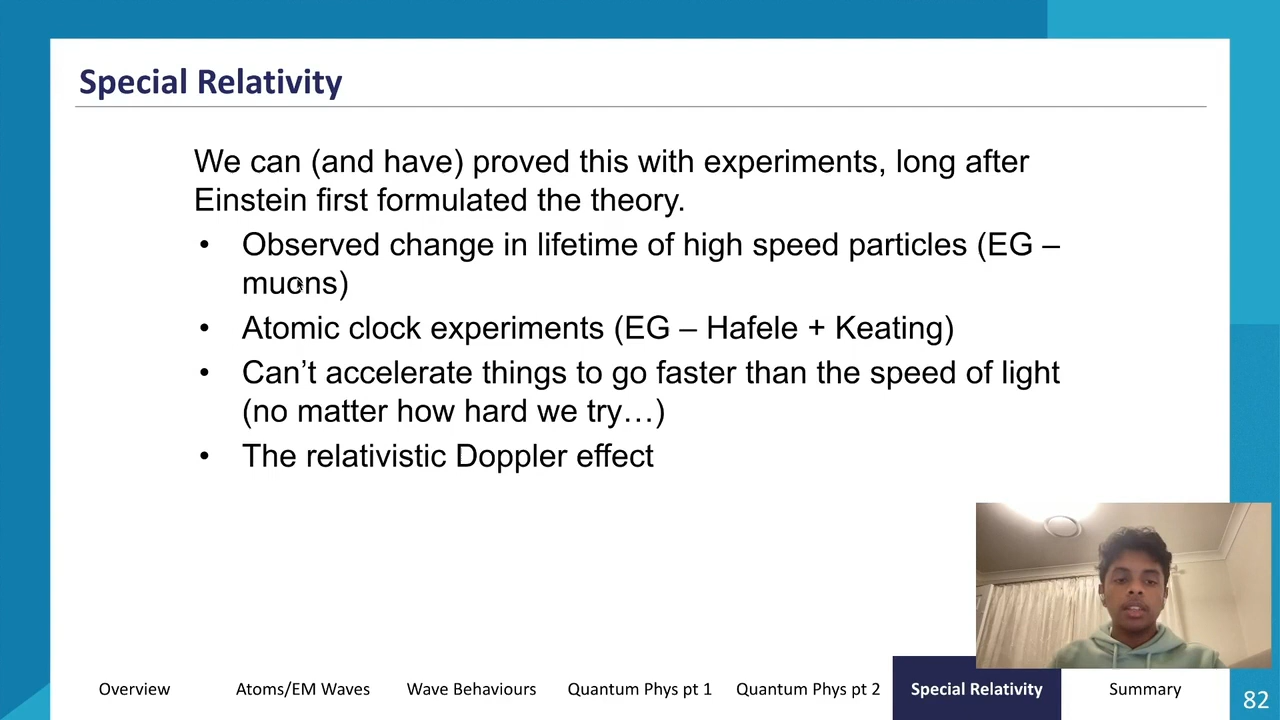 Special Relativity
We can (and have) proved this with experiments, long after
Einstein first formulated the theory.
• Observed change in lifetime of high speed particles (EG –
muons)
• Atomic clock experiments (EG – Hafele + Keating)
• Can’t accelerate things to go faster than the speed of light
(no matter how hard we try…)
• The relativistic Doppler effect
Overview Atoms/EM Waves Wave Behaviours Quantum Phys pt 1 Quantum Phys pt 2 Special Relativity Summary
82